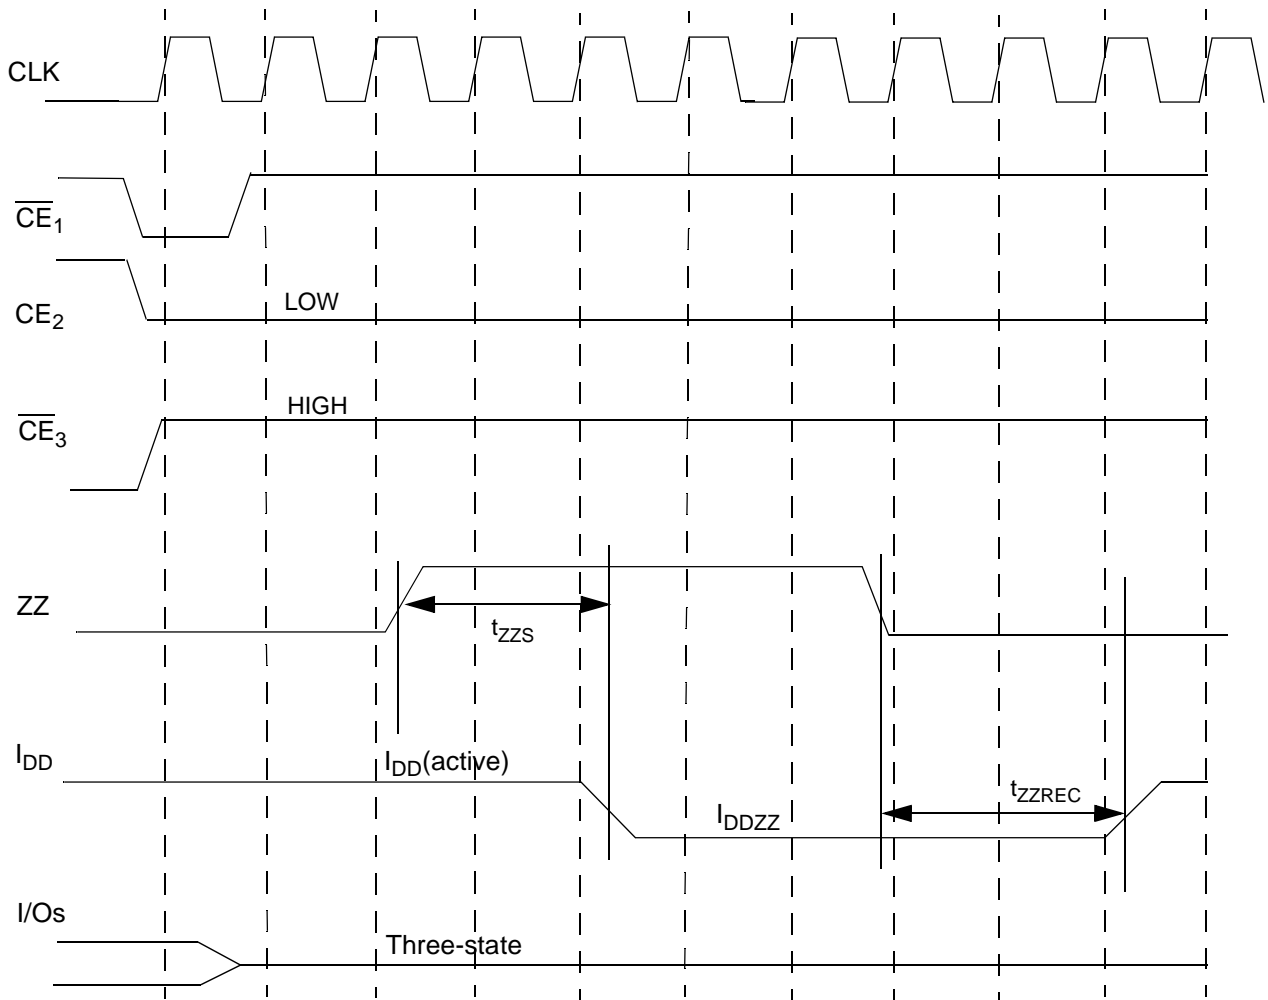 CLK
CE1
CE2
LOW
CE3
HIGH
ZZ
tZZS
IDD
IDD(active)
IDDZZ
tZZREC
I/Os
Three-state